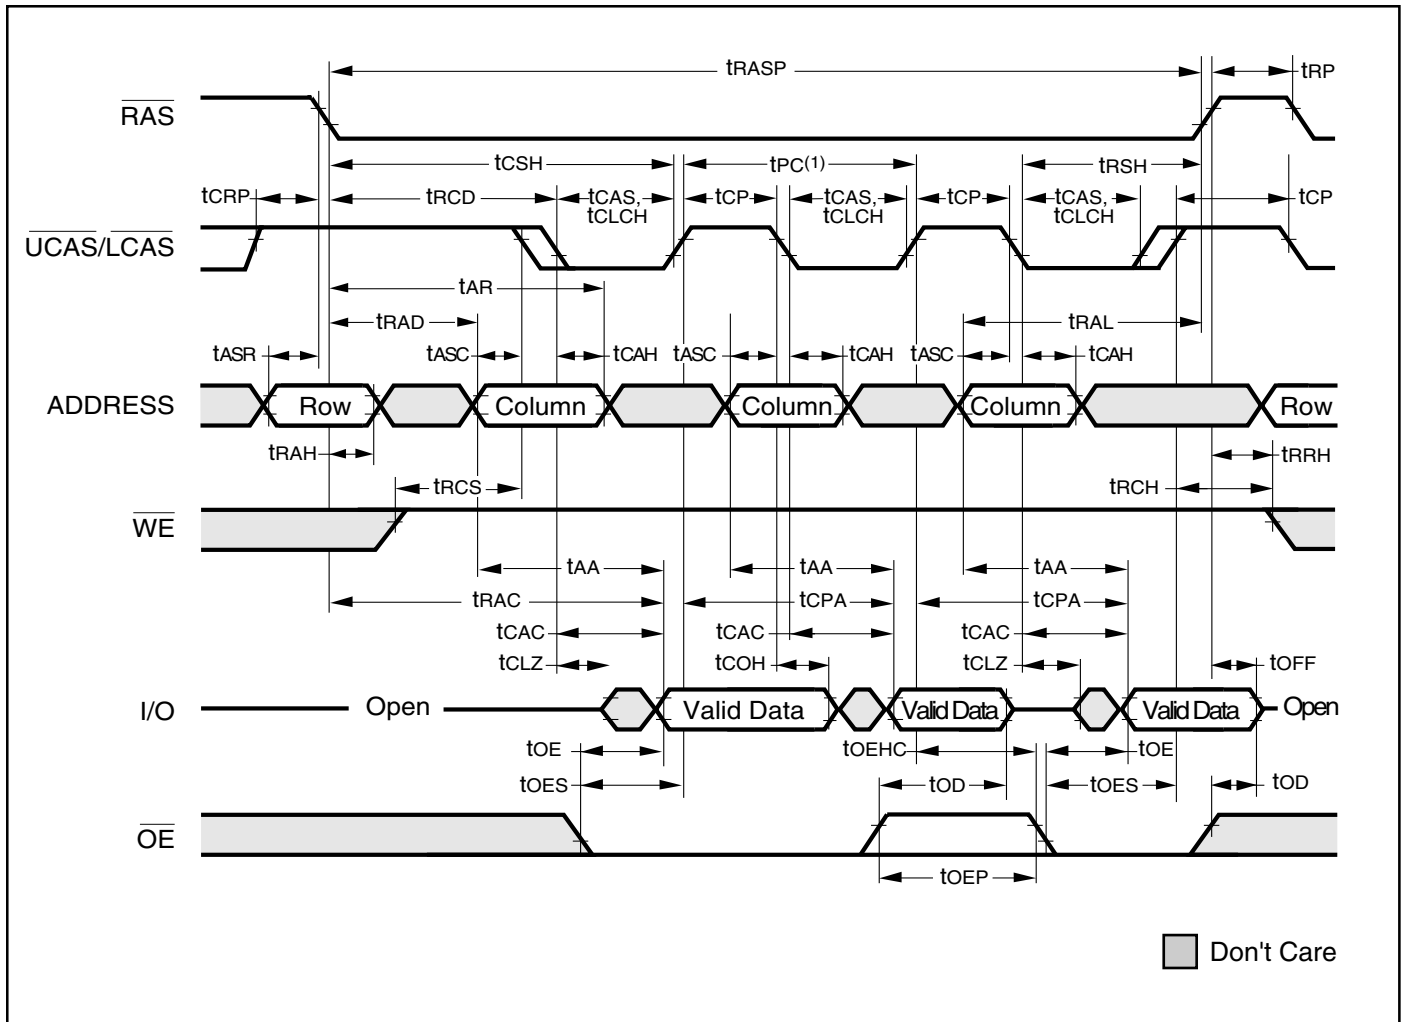 tRASP tRP
RAS
tCSH tPC(1) tRSH
tCRP tRCD tCAS, tCLCH tCP tCAS, tCLCH tCP tCAS, tCLCH tCP
UCAS/LCAS
tAR
tRAD tRAL
tASR tASC tCAH tASC tCAH tASC tCAH
ADDRESS Row Column Column Column Row
tRAH tRRH
tRCS tRCH
WE
tAA tAA tAA
tRAC tCPA tCPA
tCAC tCAC tCAC
tCLZ tCOH tCLZ tOFF
I/O Open Valid Data Valid Data Valid Data Open
tOE tOEHC tOE
tOES tOD tOES tOD
OE
tOEP
Don't Care